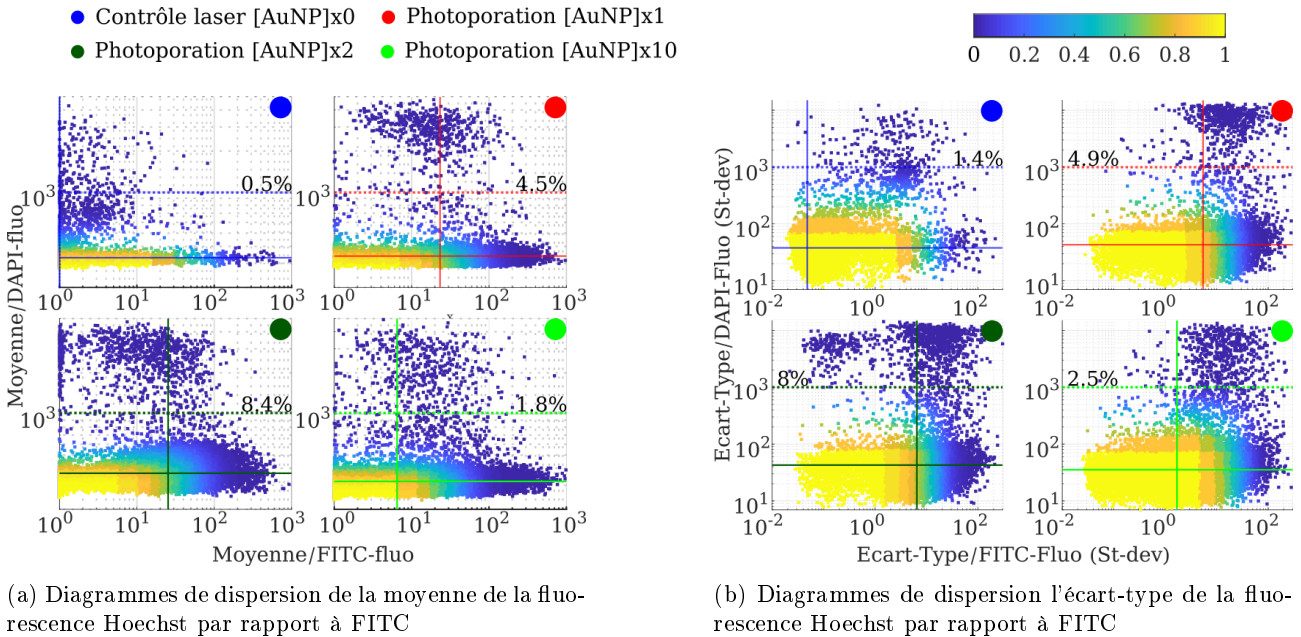 Contrôle laser [AuNP]x0
Photoporation [AuNP]x1
Photoporation [AuNP]x2
Photoporation [AuNP]x10
0 0.2 0.4 0.6 0.8 1
Moyenne/DAPI-fluo
10³
0.5%
10⁰ 10¹ 10² 10³
10³
4.5%
10⁰ 10¹ 10² 10³
10³
8.4%
10⁰ 10¹ 10² 10³
10³
1.8%
10⁰ 10¹ 10² 10³
Moyenne/FITC-fluo
Ecart-Type/DAPI-Fluo (St-dev)
10³
10²
10¹
1.4%
10⁻² 10⁰ 10²
10³
10²
10¹
4.9%
10⁻² 10⁰ 10²
10³
10²
10¹
8%
10⁻² 10⁰ 10²
10³
10²
10¹
2.5%
10⁻² 10⁰ 10²
Ecart-Type/FITC-Fluo (St-dev)
(a) Diagrammes de dispersion de la moyenne de la fluo-
rescence Hoechst par rapport à FITC
(b) Diagrammes de dispersion l'écart-type de la fluo-
rescence Hoechst par rapport à FITC